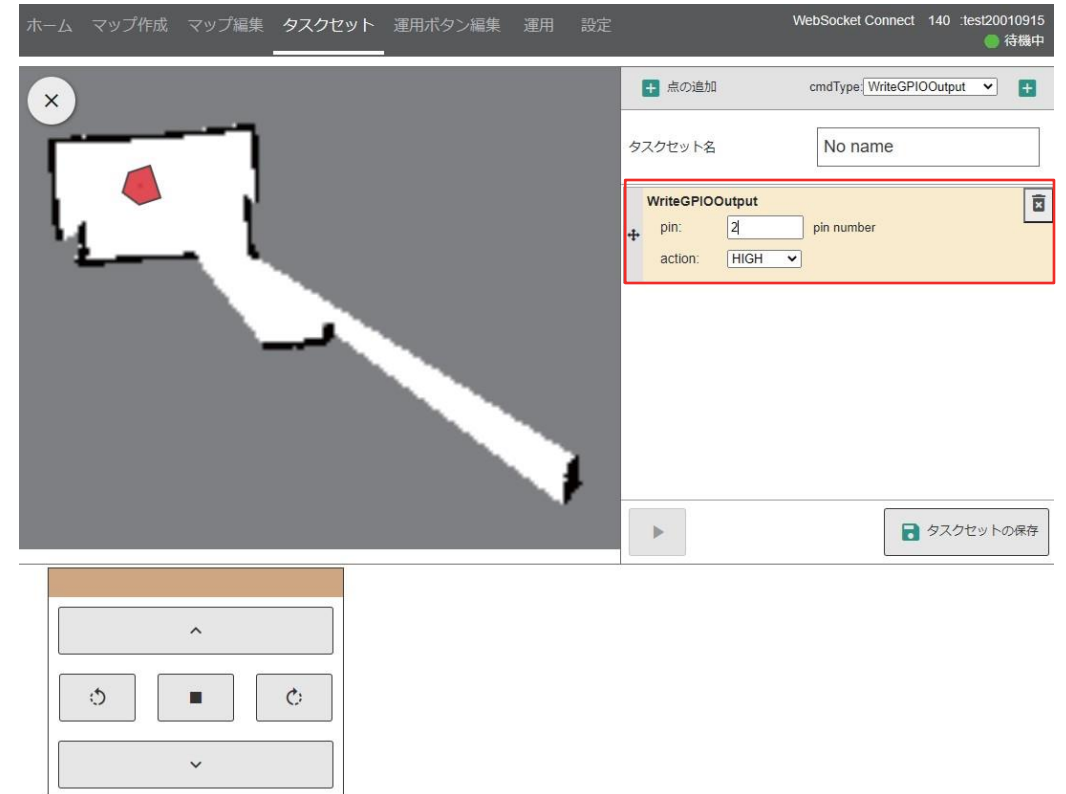 ホーム マップ作成 マップ編集 タスクセット 運用ボタン編集 運用 設定
WebSocket Connect 140 :test20010915
待機中
点の追加 cmdType: WriteGPIOOutput
タスクセット名 No name
WriteGPIOOutput
pin: 2 pin number
action: HIGH
タスクセットの保存